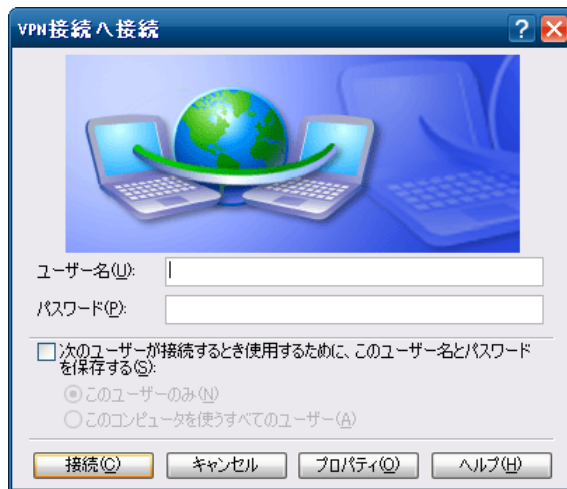 VPN接続へ接続
ユーザー名(U):
パスワード(P):
次のユーザーが接続するとき使用するために、このユーザー名とパスワード
を保存する(S):
このユーザーのみ(N)
このコンピュータを使うすべてのユーザー(A)
接続(C) キャンセル プロパティ(O) ヘルプ(H)